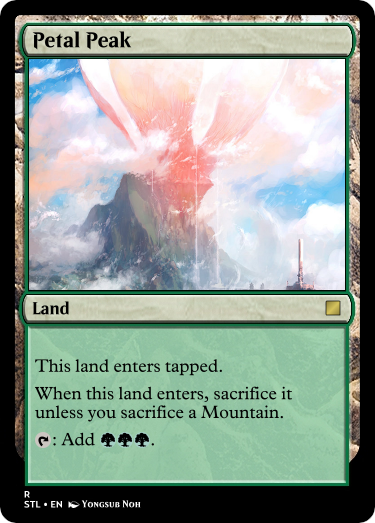 Petal Peak
Land
This land enters tapped.
When this land enters, sacrifice it
unless you sacrifice a Mountain.
: Add .
R
STL • EN Yongsub Noh